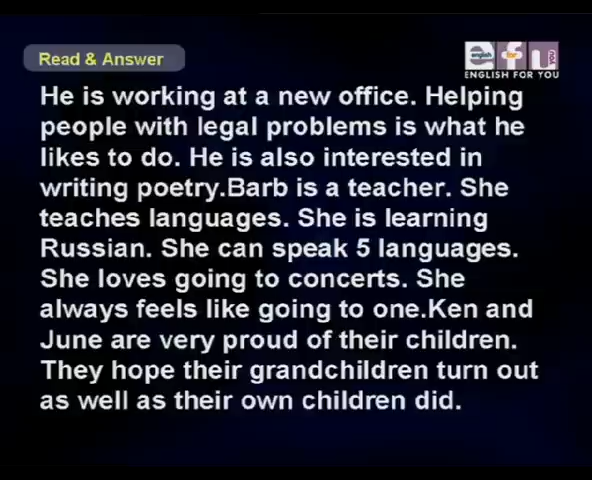 Read & Answer
english for you
ENGLISH FOR YOU
He is working at a new office. Helping
people with legal problems is what he
likes to do. He is also interested in
writing poetry.Barb is a teacher. She
teaches languages. She is learning
Russian. She can speak 5 languages.
She loves going to concerts. She
always feels like going to one.Ken and
June are very proud of their children.
They hope their grandchildren turn out
as well as their own children did.